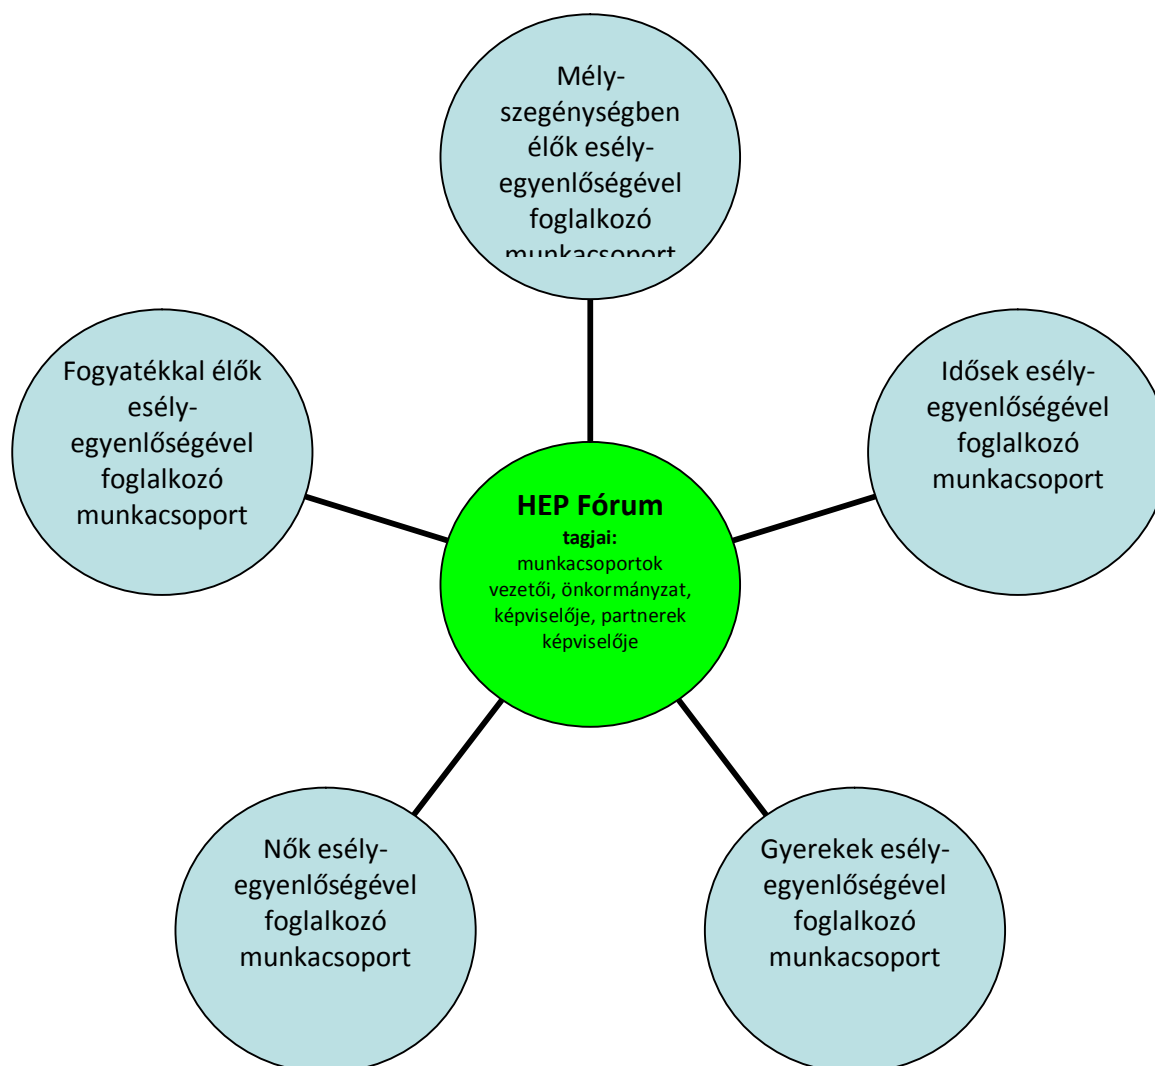 Mély-
szegénységben
élők esély-
egyenlőségével
foglalkozó
munkacsoport
Fogyatékkal élők
esély-
egyenlőségével
foglalkozó
munkacsoport
Idősek esély-
egyenlőségével
foglalkozó
munkacsoport
HEP Fórum
tagjai:
munkacsoportok
vezetői, önkormányzat,
képviselője, partnerek
képviselője
Nők esély-
egyenlőségével
foglalkozó
munkacsoport
Gyerekek esély-
egyenlőségével
foglalkozó
munkacsoport